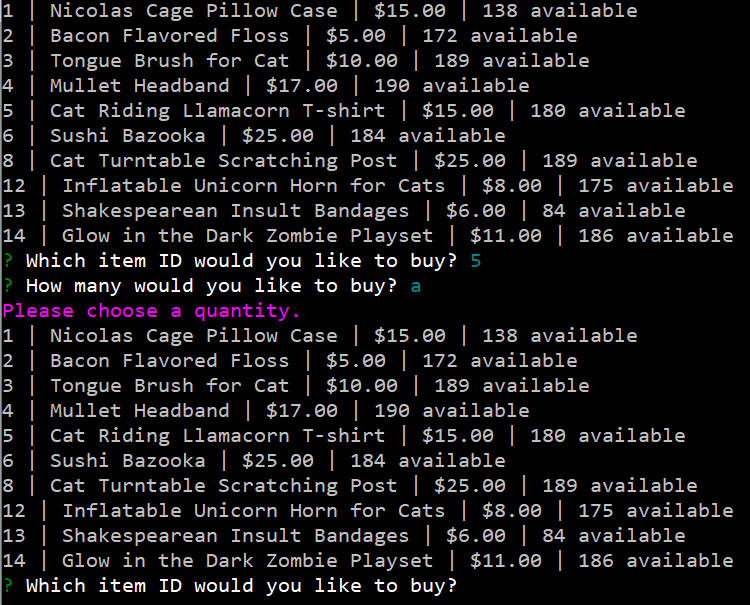 1 | Nicolas Cage Pillow Case | $15.00 | 138 available
2 | Bacon Flavored Floss | $5.00 | 172 available
3 | Tongue Brush for Cat | $10.00 | 189 available
4 | Mullet Headband | $17.00 | 190 available
5 | Cat Riding Llamacorn T-shirt | $15.00 | 180 available
6 | Sushi Bazooka | $25.00 | 184 available
8 | Cat Turntable Scratching Post | $25.00 | 189 available
12 | Inflatable Unicorn Horn for Cats | $8.00 | 175 available
13 | Shakespearean Insult Bandages | $6.00 | 84 available
14 | Glow in the Dark Zombie Playset | $11.00 | 186 available
? Which item ID would you like to buy? 5
? How many would you like to buy? a
Please choose a quantity.
1 | Nicolas Cage Pillow Case | $15.00 | 138 available
2 | Bacon Flavored Floss | $5.00 | 172 available
3 | Tongue Brush for Cat | $10.00 | 189 available
4 | Mullet Headband | $17.00 | 190 available
5 | Cat Riding Llamacorn T-shirt | $15.00 | 180 available
6 | Sushi Bazooka | $25.00 | 184 available
8 | Cat Turntable Scratching Post | $25.00 | 189 available
12 | Inflatable Unicorn Horn for Cats | $8.00 | 175 available
13 | Shakespearean Insult Bandages | $6.00 | 84 available
14 | Glow in the Dark Zombie Playset | $11.00 | 186 available
? Which item ID would you like to buy?